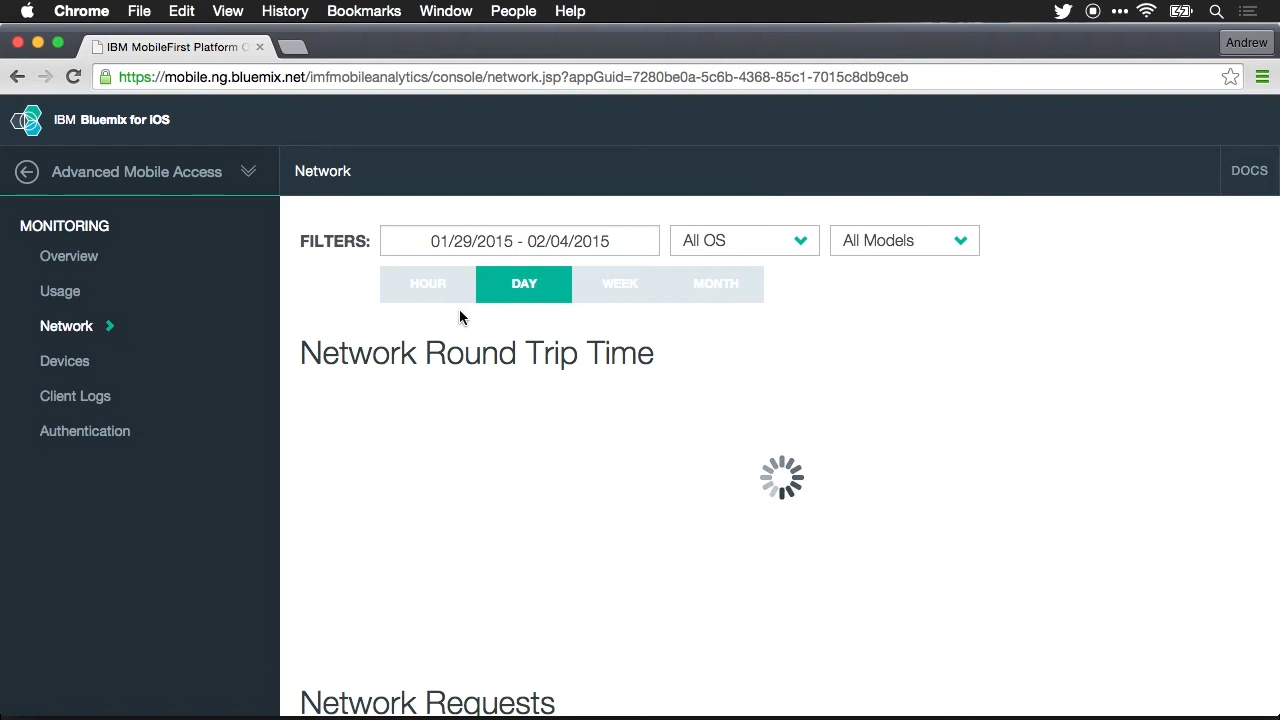 Chrome File Edit View History Bookmarks Window People Help
IBM MobileFirst Platform C
Andrew
https://mobile.ng.bluemix.net/imfmobileanalytics/console/network.jsp?appGuid=7280be0a-5c6b-4368-85c1-7015c8db9ceb
IBM Bluemix for iOS
Advanced Mobile Access
Network
DOCS
MONITORING
Overview
Usage
Network
Devices
Client Logs
Authentication
FILTERS: 01/29/2015 - 02/04/2015 All OS All Models
HOUR DAY WEEK MONTH
Network Round Trip Time
Network Requests